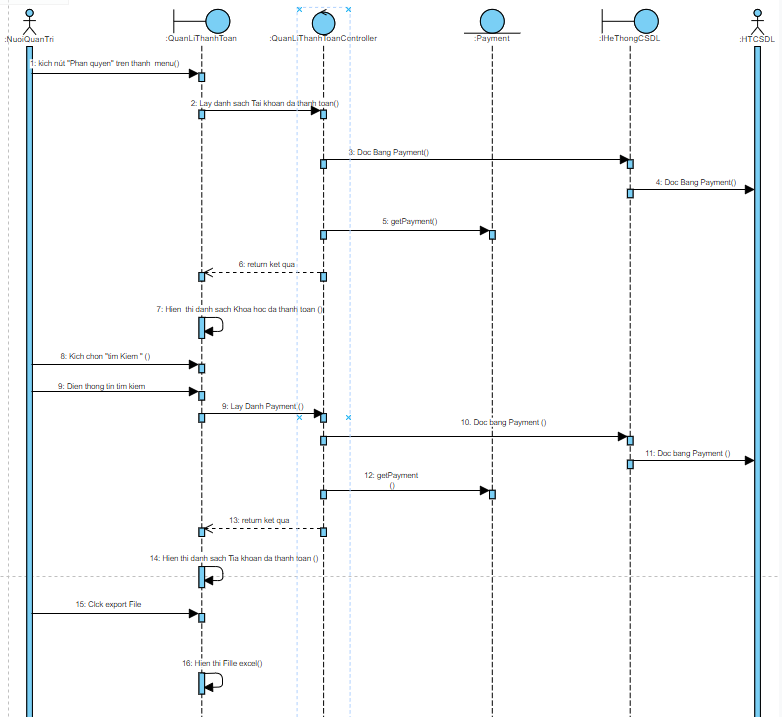 :NuoiQuanTri
:QuanLiThanhToan
:QuanLiThanhToanController
:Payment
:IHeThongCSDL
:HTCSDL
1: kich nút "Phan quyen" tren thanh menu()
2: Lay danh sach Tai khoan da thanh toan()
3: Doc Bang Payment()
4: Doc Bang Payment()
5: getPayment()
6: return ket qua
7: Hien thi danh sach Khoa hoc da thanh toan ()
8: Kich chon "tim Kiem " ()
9: Dien thong tin tim kiem
9: Lay Danh Payment ()
10. Doc bang Payment ()
11: Doc bang Payment ()
12: getPayment
()
13: return ket qua
14: Hien thi danh sach Tia khoan da thanh toan ()
15: Clck export File
16: Hien thi Fille excel()